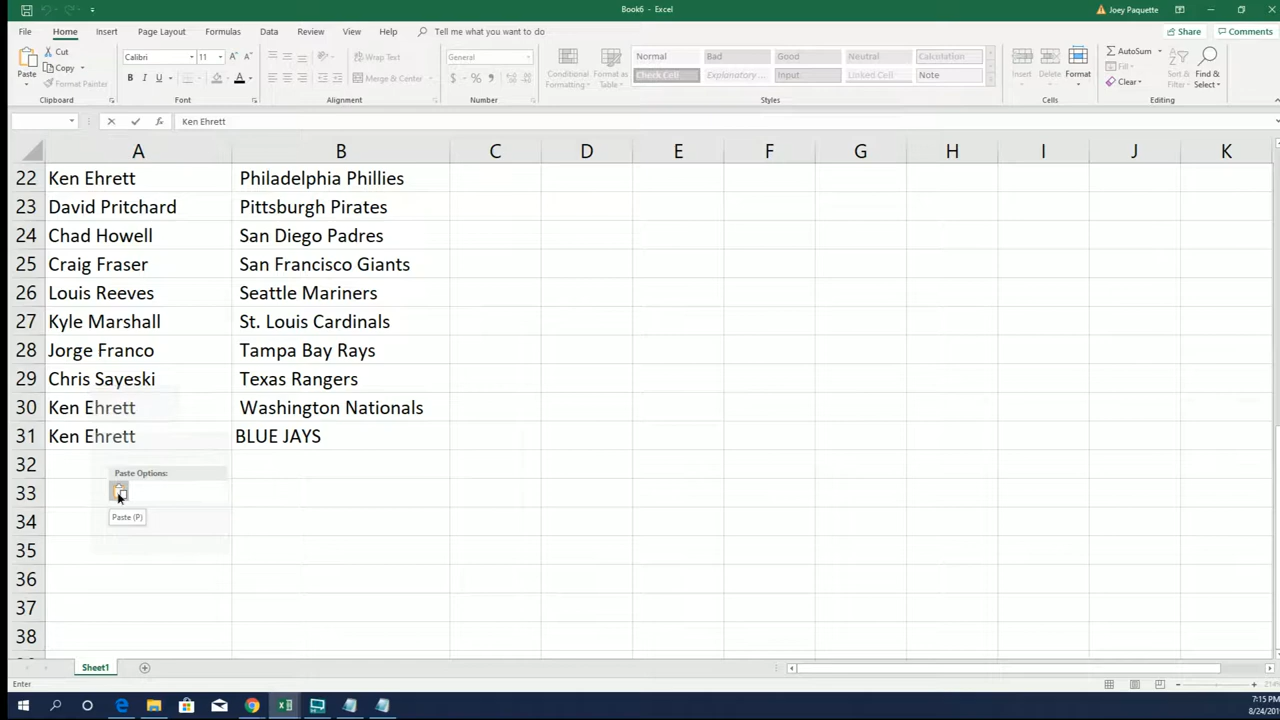 Book6 - Excel
Joey Paquette
File Home Insert Page Layout Formulas Data Review View Help Tell me what you want to do Share Comments
Paste Cut Copy Format Painter Clipboard
Calibri 11 B I U A Font
Wrap Text Merge & Center Alignment
General $ % Number
Conditional Formatting Format as Table
Normal Bad Good Neutral Calculation
Check Cell Explanatory ... Input Linked Cell Note
Styles
Insert Delete Format Cells
AutoSum Fill Clear Sort & Filter Find & Select Editing
fx Ken Ehrett
A B C D E F G H I J K
22 Ken Ehrett Philadelphia Phillies
23 David Pritchard Pittsburgh Pirates
24 Chad Howell San Diego Padres
25 Craig Fraser San Francisco Giants
26 Louis Reeves Seattle Mariners
27 Kyle Marshall St. Louis Cardinals
28 Jorge Franco Tampa Bay Rays
29 Chris Sayeski Texas Rangers
30 Ken Ehrett Washington Nationals
31 Ken Ehrett BLUE JAYS
32
Paste Options:
33
Paste (P)
34
35
36
37
38
Sheet1
Enter
7:15 PM